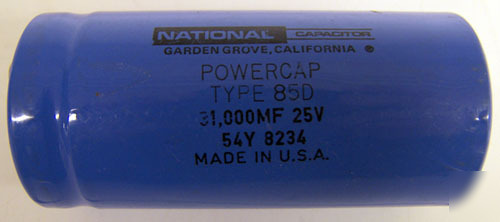 NATIONAL CAPACITOR
GARDEN GROVE, CALIFORNIA ®
POWERCAP
TYPE 85D
31,000MF 25V
54Y 8234
MADE IN U.S.A.